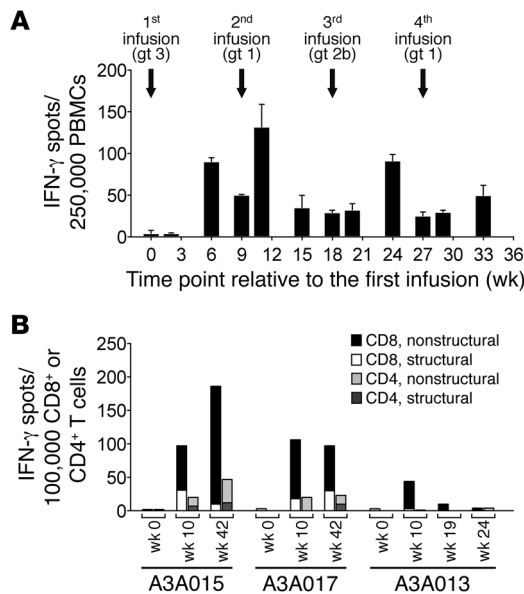 A
1st infusion (gt 3)
2nd infusion (gt 1)
3rd infusion (gt 2b)
4th infusion (gt 1)
IFN-γ spots/
250,000 PBMCs
200
150
100
50
0
0 3 6 9 12 15 18 21 24 27 30 33 36
Time point relative to the first infusion (wk)
B
CD8, nonstructural
CD8, structural
CD4, nonstructural
CD4, structural
IFN-γ spots/
100,000 CD8+ or
CD4+ T cells
250
200
150
100
50
0
wk 0 wk 10 wk 42 wk 0 wk 10 wk 42 wk 0 wk 10 wk 19 wk 24
A3A015 A3A017 A3A013